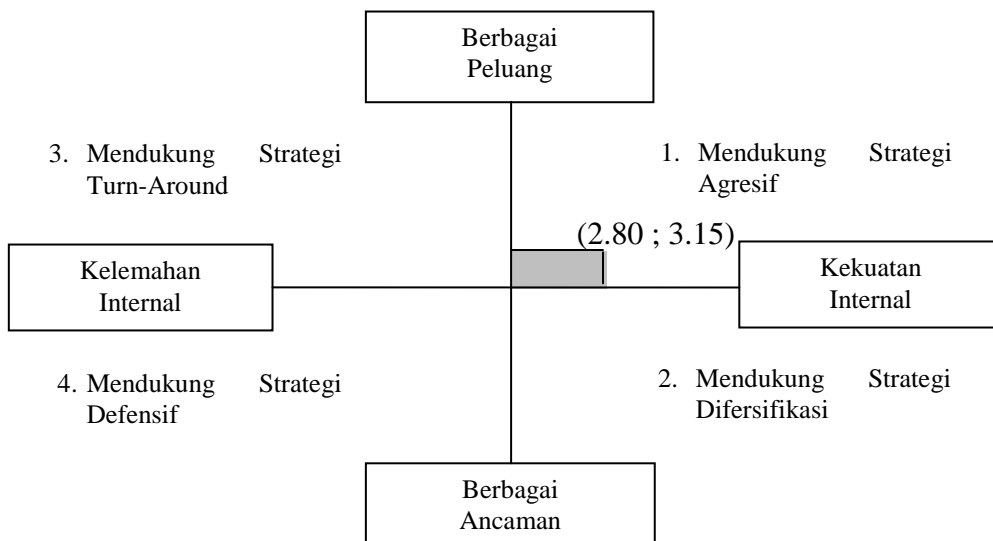 Berbagai
Peluang
3. Mendukung Strategi
Turn-Around
1. Mendukung Strategi
Agresif
(2.80 ; 3.15)
Kelemahan
Internal
Kekuatan
Internal
4. Mendukung Strategi
Defensif
2. Mendukung Strategi
Difersifikasi
Berbagai
Ancaman